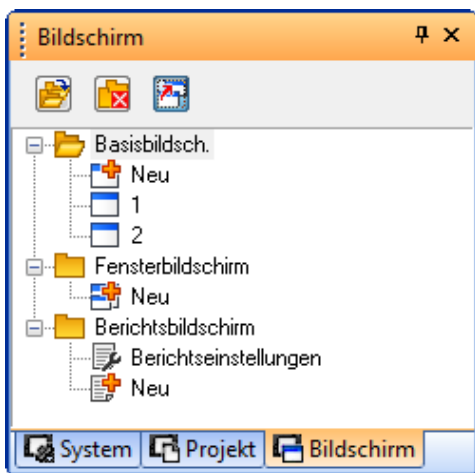 Bildschirm
Basisbildsch.
Neu
1
2
Fensterbildschirm
Neu
Berichtsbildschirm
Berichtseinstellungen
Neu
System Projekt Bildschirm